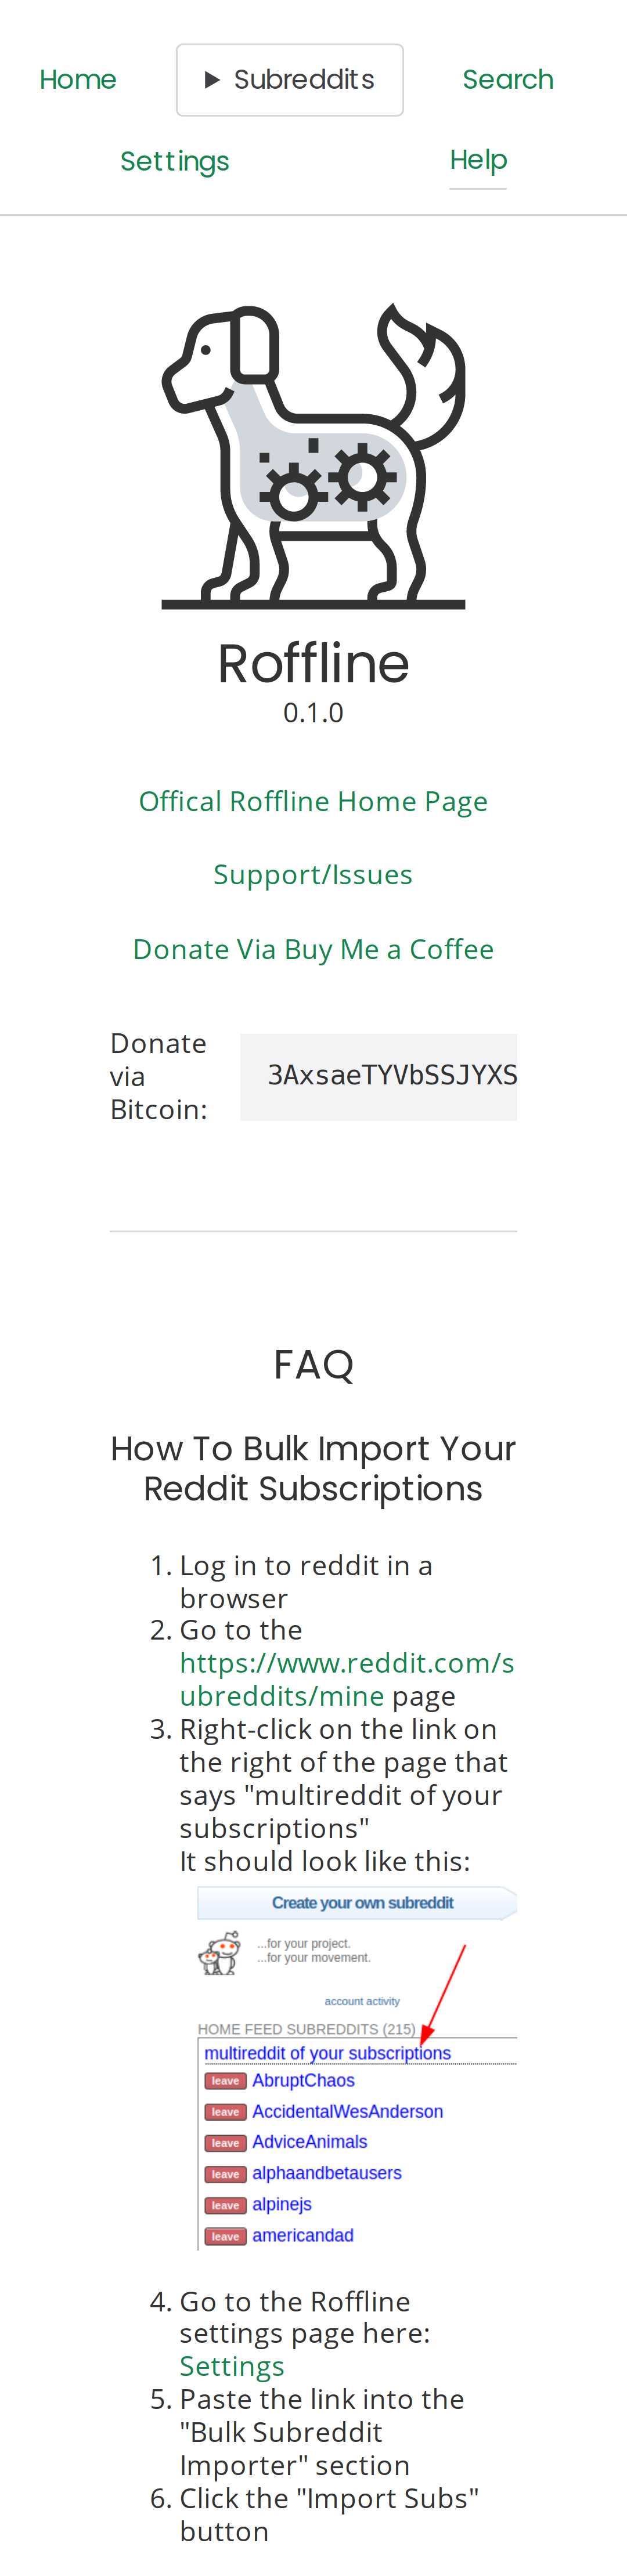 Home
▶ Subreddits
Search
Settings
Help
Roffline
0.1.0
Offical Roffline Home Page
Support/Issues
Donate Via Buy Me a Coffee
Donate
via
Bitcoin:
3AxsaeTYVbSSJYXS
FAQ
How To Bulk Import Your
Reddit Subscriptions
1. Log in to reddit in a
browser
2. Go to the
https://www.reddit.com/s
ubreddits/mine page
3. Right-click on the link on
the right of the page that
says "multireddit of your
subscriptions"
It should look like this:
Create your own subreddit
...for your project.
...for your movement.
account activity
HOME FEED SUBREDDITS (215)
multireddit of your subscriptions
leave AbruptChaos
leave AccidentalWesAnderson
leave AdviceAnimals
leave alphaandbetausers
leave alpinejs
leave americandad
4. Go to the Roffline
settings page here:
Settings
5. Paste the link into the
"Bulk Subreddit
Importer" section
6. Click the "Import Subs"
button